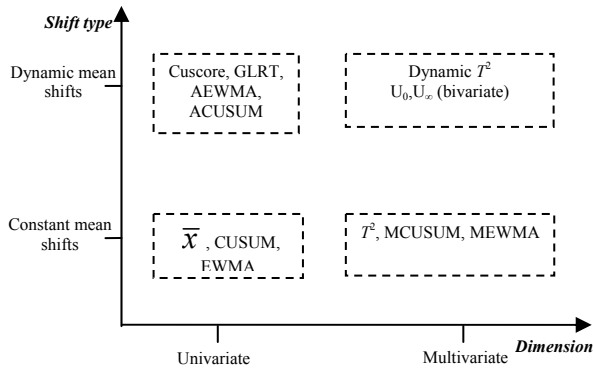 Shift type
Dynamic mean
shifts
Cuscore, GLRT,
AEWMA,
ACUSUM
Dynamic T²
U₀,U∞ (bivariate)
Constant mean
shifts
x̄ , CUSUM,
EWMA
T², MCUSUM, MEWMA
Univariate
Multivariate
Dimension